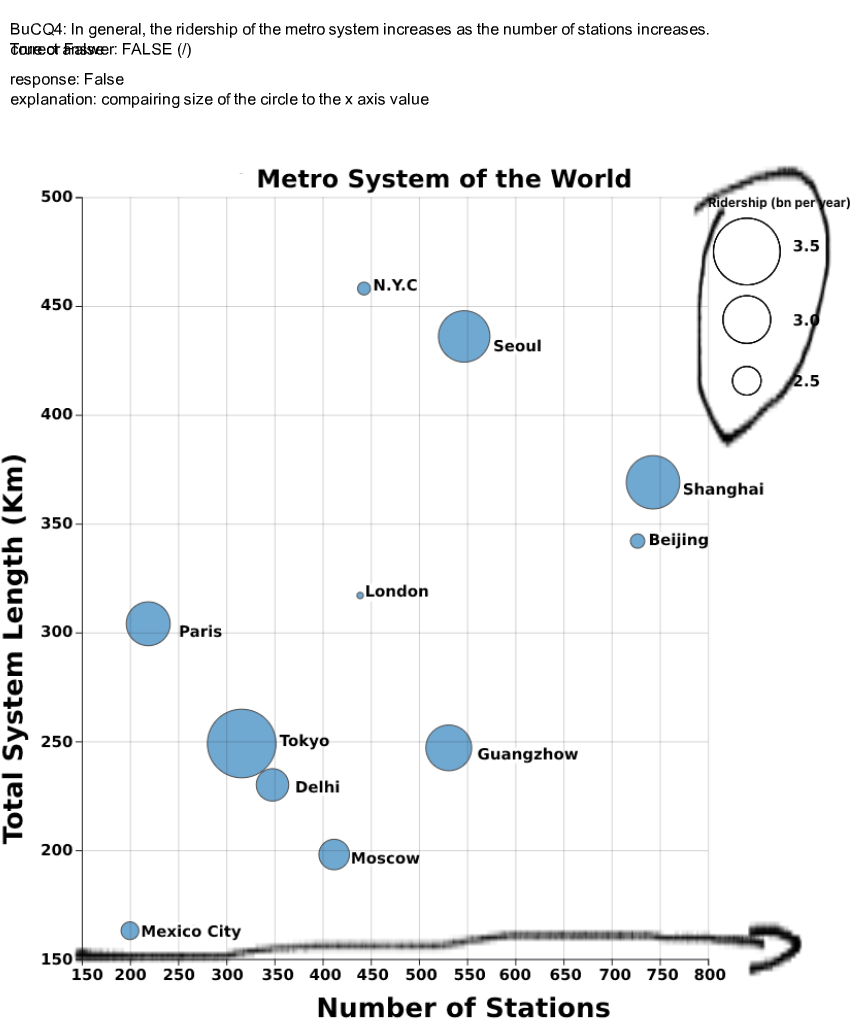 BuCQ4: In general, the ridership of the metro system increases as the number of stations increases.
True or False
correct answer: FALSE (/)
response: False
explanation: compairing size of the circle to the x axis value
Metro System of the World
Ridership (bn per year)
3.5
3.0
2.5
500
450
400
350
300
250
200
150
Total System Length (Km)
N.Y.C
Seoul
Shanghai
Beijing
London
Paris
Tokyo
Guangzhow
Delhi
Moscow
Mexico City
150 200 250 300 350 400 450 500 550 600 650 700 750 800
Number of Stations